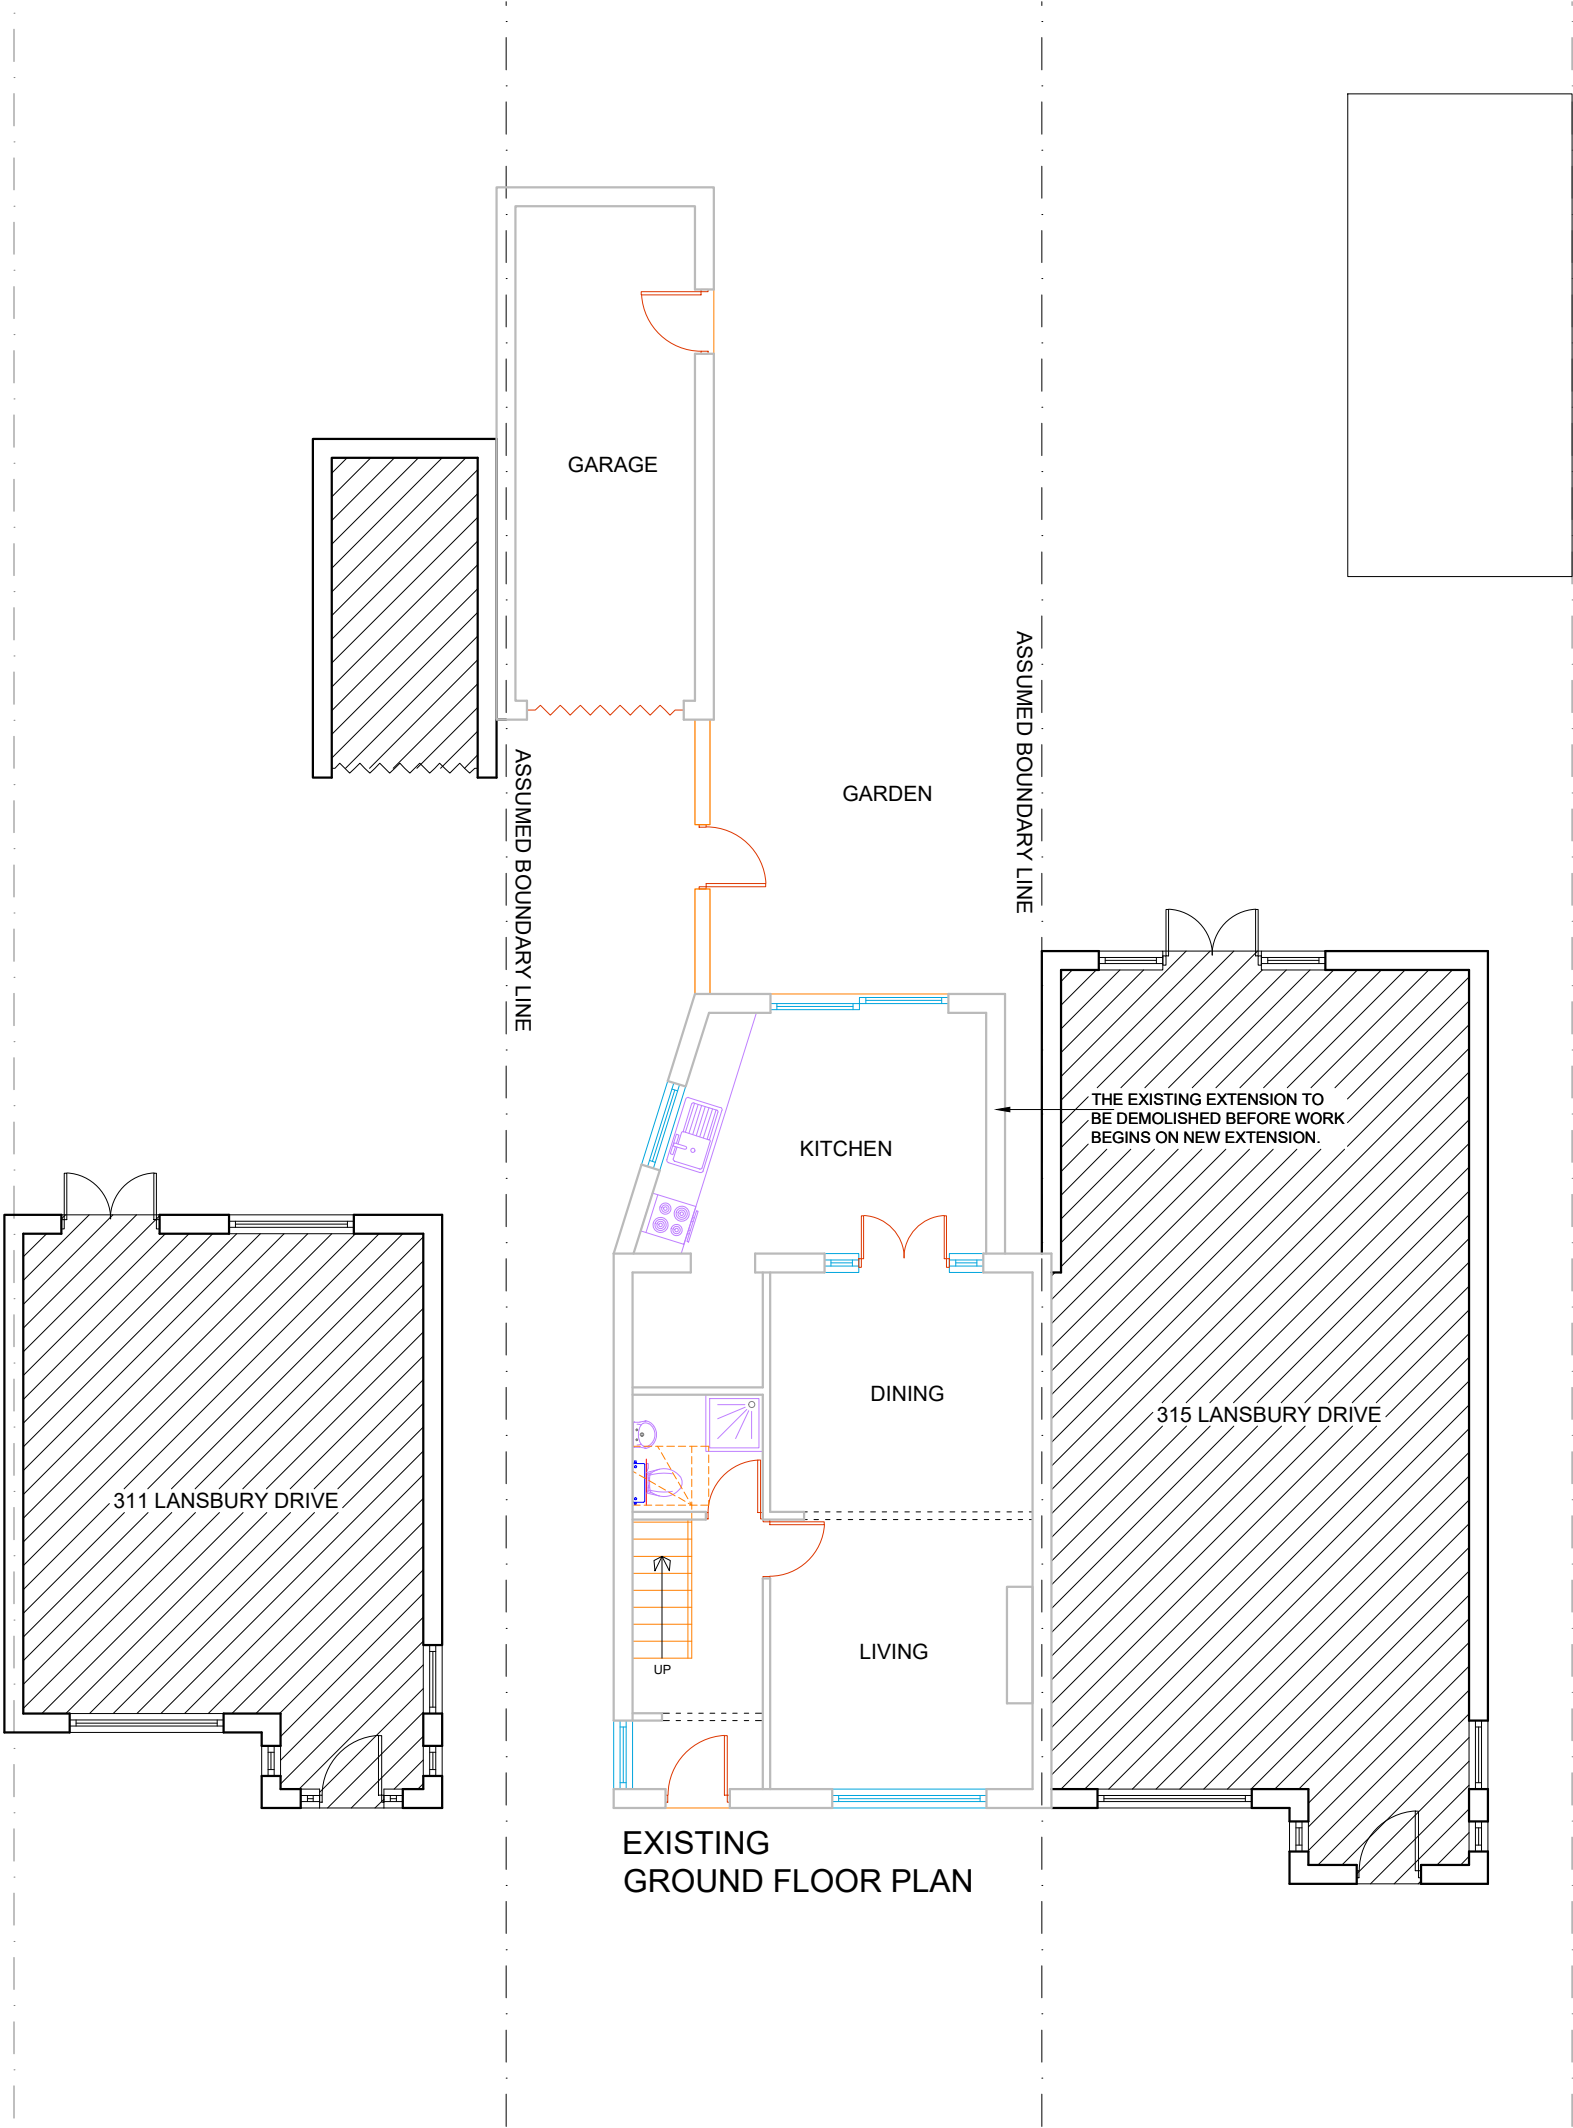 GARAGE
ASSUMED BOUNDARY LINE
ASSUMED BOUNDARY LINE
GARDEN
THE EXISTING EXTENSION TO
BE DEMOLISHED BEFORE WORK
BEGINS ON NEW EXTENSION.
KITCHEN
DINING
315 LANSBURY DRIVE
311 LANSBURY DRIVE
LIVING
UP
EXISTING
GROUND FLOOR PLAN